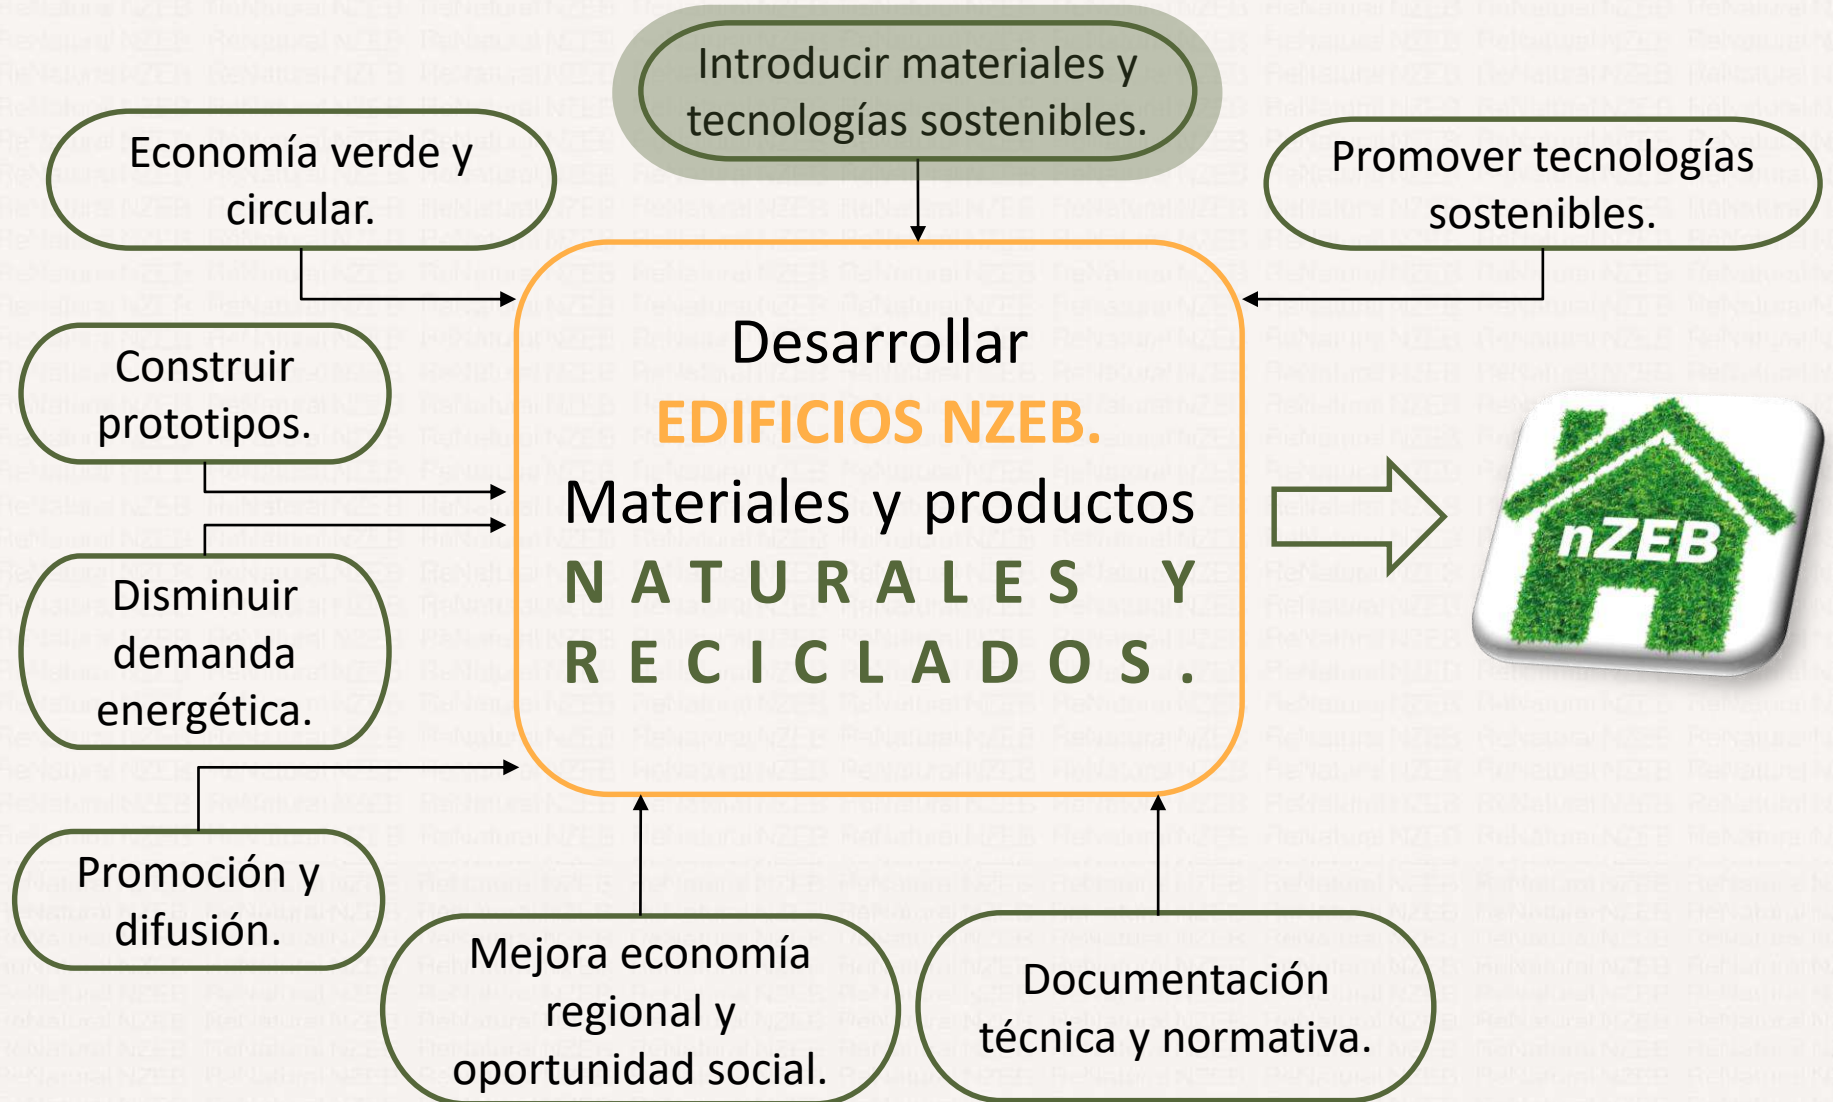 Introducir materiales y
tecnologías sostenibles.
Economía verde y
circular.
Promover tecnologías
sostenibles.
Construir
prototipos.
Desarrollar
EDIFICIOS NZEB.
Materiales y productos
NATURALES Y
RECICLADOS.
nZEB
Disminuir
demanda
energética.
Promoción y
difusión.
Mejora economía
regional y
oportunidad social.
Documentación
técnica y normativa.